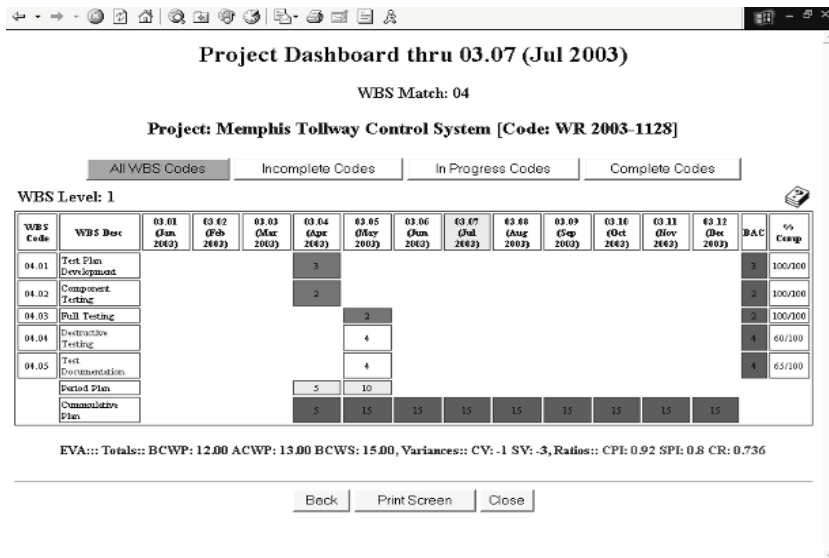 Project Dashboard thru 03.07 (Jul 2003)
WBS Match: 04
Project: Memphis Tollway Control System [Code: WR 2003-1128]
All WBS Codes Incomplete Codes In Progress Codes Complete Codes
WBS Level: 1
WBS Code WBS Desc 03.01 (Jan 2003) 03.02 (Feb 2003) 03.03 (Mar 2003) 03.04 (Apr 2003) 03.05 (May 2003) 03.06 (Jun 2003) 03.07 (Jul 2003) 03.08 (Aug 2003) 03.09 (Sep 2003) 03.10 (Oct 2003) 03.11 (Nov 2003) 03.12 (Dec 2003) BAC % Comp
04.01 Test Plan Development 3 3 100/100
04.02 Component Testing 2 2 100/100
04.03 Full Testing 2 2 100/100
04.04 Destructive Testing 4 4 60/100
04.05 Test Documentation 4 4 65/100
Period Plan 5 10
Cummulative Plan 5 15 15 15 15 15 15 15 15
EVA::: Totals:: BCWP: 12.00 ACWP: 13.00 BCWS: 15.00, Variances:: CV: -1 SV: -3, Ratios:: CPI: 0.92 SPI: 0.8 CR: 0.736
Back Print Screen Close